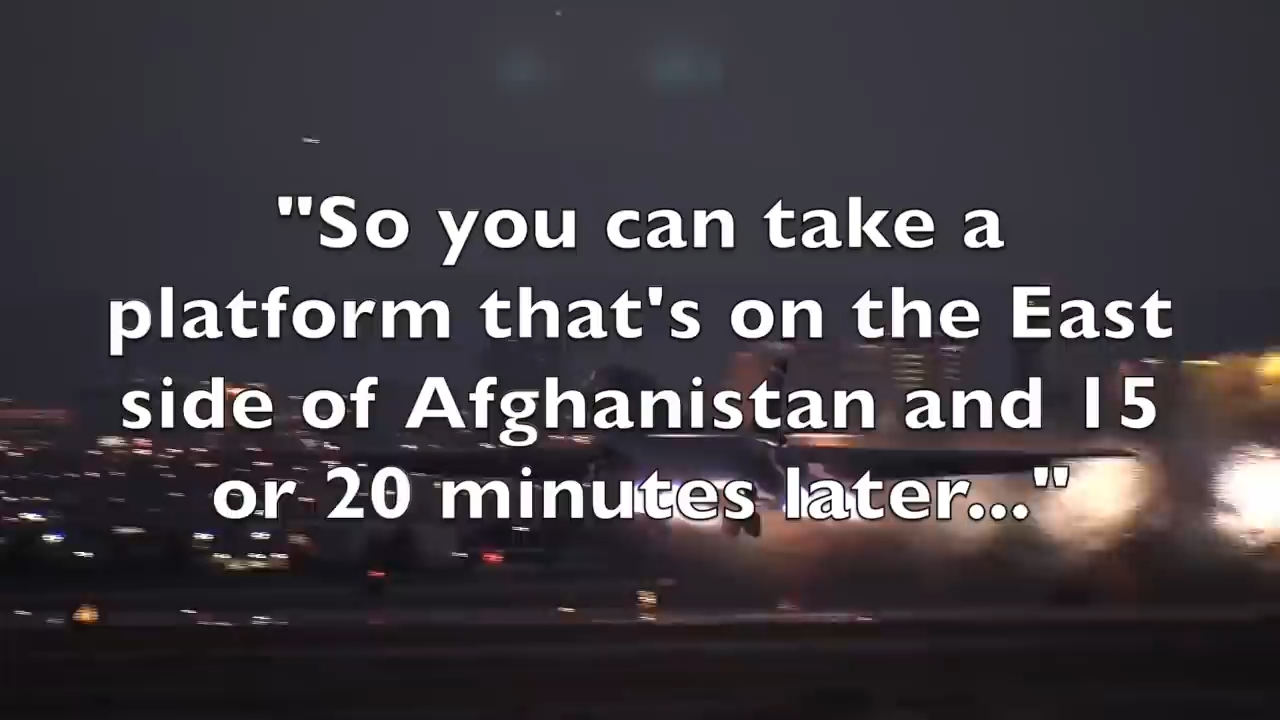 "So you can take a
platform that's on the East
side of Afghanistan and 15
or 20 minutes later..."